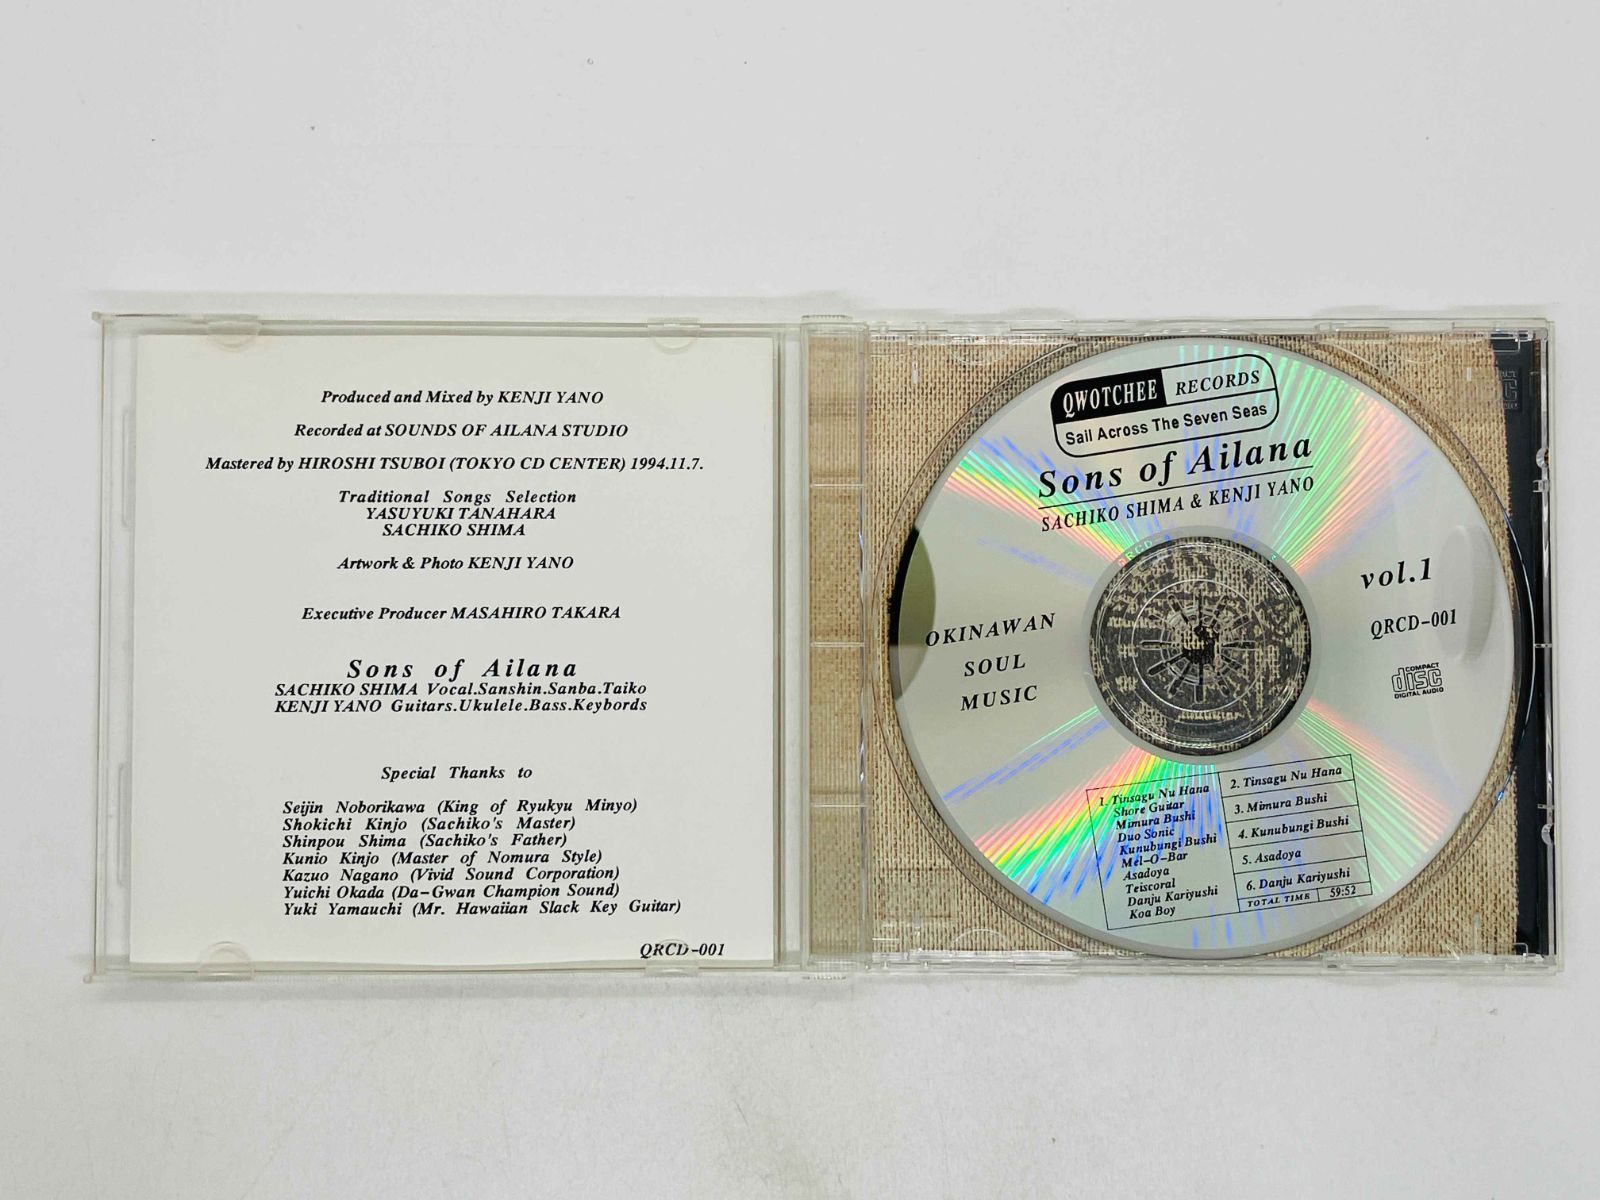 Produced and Mixed by KENJI YANO
Recorded at SOUNDS OF AILANA STUDIO
Mastered by HIROSHI TSUBOI (TOKYO CD CENTER) 1994.11.7.
Traditional Songs Selection
YASUYUKI TANAHARA
SACHIKO SHIMA
Artwork & Photo KENJI YANO
Executive Producer MASAHIRO TAKARA
Sons of Ailana
SACHIKO SHIMA Vocal.Sanshin.Sanba.Taiko
KENJI YANO Guitars.Ukulele.Bass.Keybords
Special Thanks to
Seijin Noborikawa (King of Ryukyu Minyo)
Shokichi Kinjo (Sachiko's Master)
Shinpou Shima (Sachiko's Father)
Kunio Kinjo (Master of Nomura Style)
Kazuo Nagano (Vivid Sound Corporation)
Yuichi Okada (Da-Gwan Champion Sound)
Yuki Yamauchi (Mr. Hawaiian Slack Key Guitar)
QRCD-001
QWOTCHEE RECORDS
Sail Across The Seven Seas
Sons of Ailana
SACHIKO SHIMA & KENJI YANO
OKINAWAN
SOUL
MUSIC
vol.1
QRCD-001
COMPACT
disc
DIGITAL AUDIO
1. Tinsagu Nu Hana
Shore Guitar
Mimura Bushi
Duo Sonic
Kunubungi Bushi
Mel-O-Bar
Asadoya
Teiscoral
Danju Kariyushi
Koa Boy
2. Tinsagu Nu Hana
3. Mimura Bushi
4. Kunubungi Bushi
5. Asadoya
6. Danju Kariyushi
TOTAL TIME 59:52